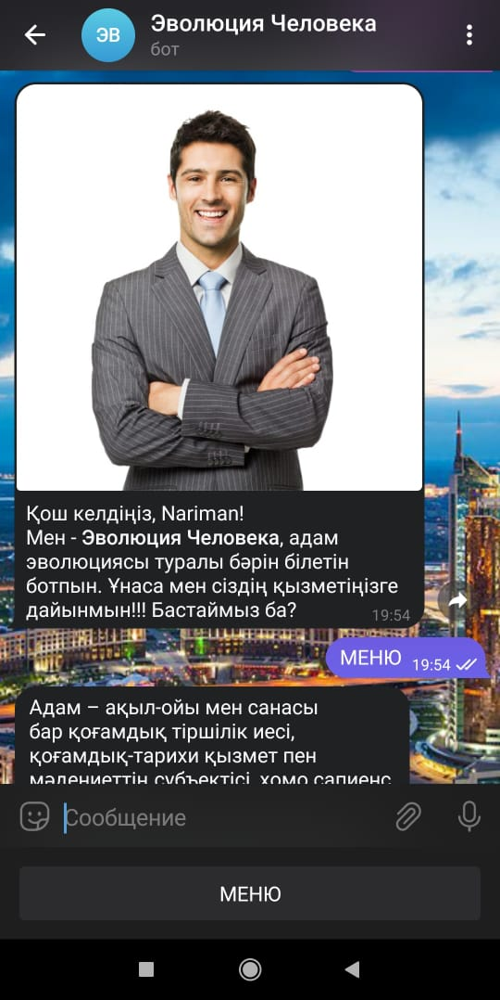 ЭВ
Эволюция Человека
бот
Қош келдіңіз, Nariman!
Мен - Эволюция Человека, адам
эволюциясы туралы бәрін білетін
ботпын. Ұнаса мен сіздің қызметіңізге
дайынмын!!! Бастаймыз ба?
19:54
МЕНЮ 19:54
Адам – ақыл-ойы мен санасы
бар қоғамдық тіршілік иесі,
қоғамдық-тарихи қызмет пен
мәдениеттің субъектісі, хомо сапиенс
Сообщение
МЕНЮ